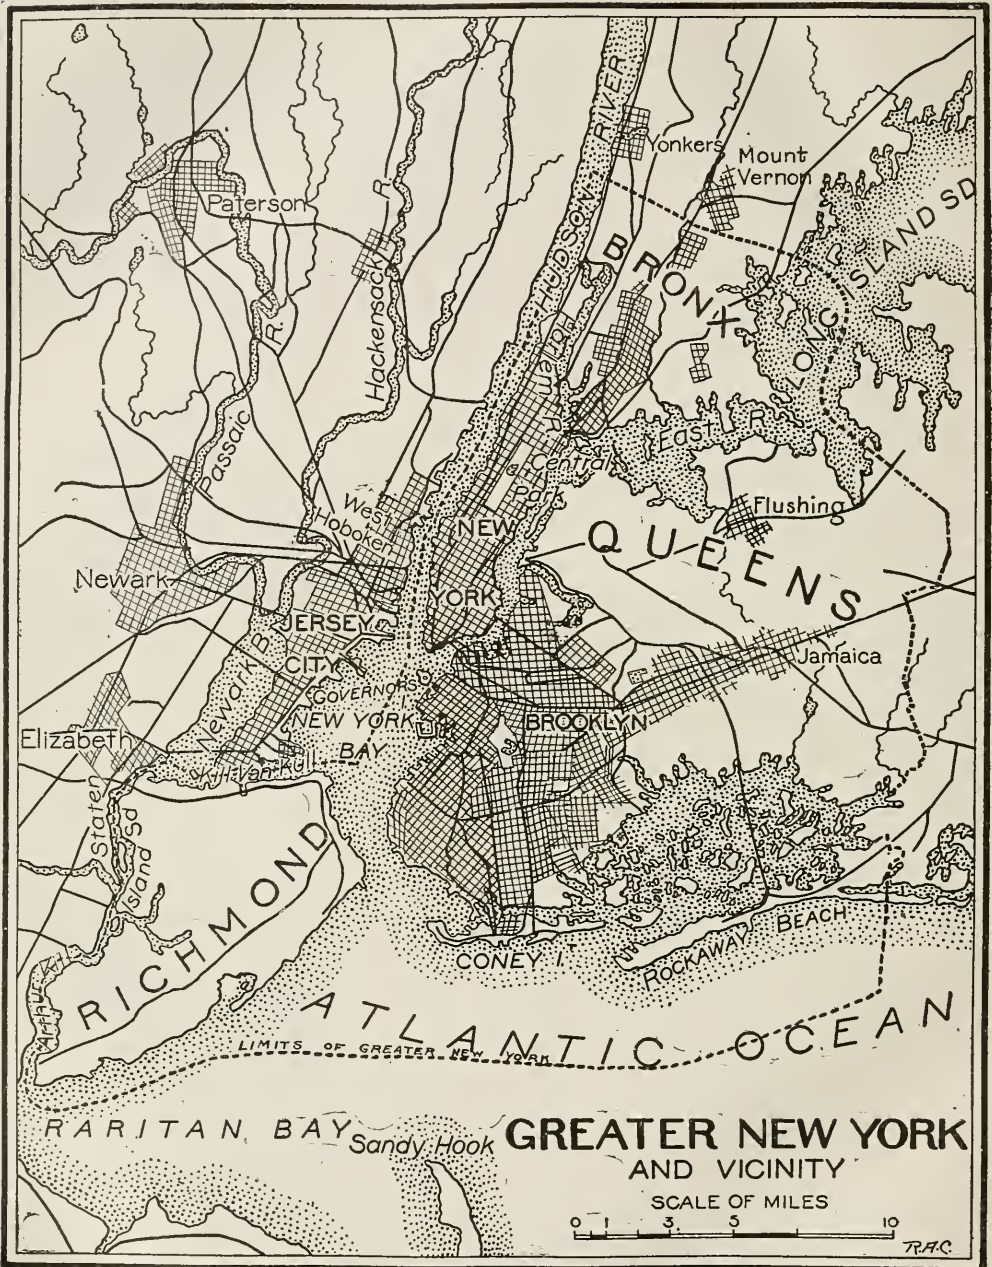 HUDSON RIVER
Yonkers
Mount
Vernon
Paterson
LONG ISLAND SD
BRONX
Hackensack R.
Passaic R.
East R.
Central
Park
West
Hoboken
NEW
YORK
Flushing
QUEENS
Newark
JERSEY
CITY
Newark B.
Jamaica
GOVERNORS
I.
NEW YORK
BAY
BROOKLYN
Elizabeth
Kill Van Kull
Staten
Island Sd
RICHMOND
Arthur Kill
CONEY I.
ROCKAWAY BEACH
ATLANTIC OCEAN
LIMITS OF GREATER NEW YORK
RARITAN BAY
Sandy Hook
GREATER NEW YORK
AND VICINITY
SCALE OF MILES
0 1 3 5 10
R.A.C.